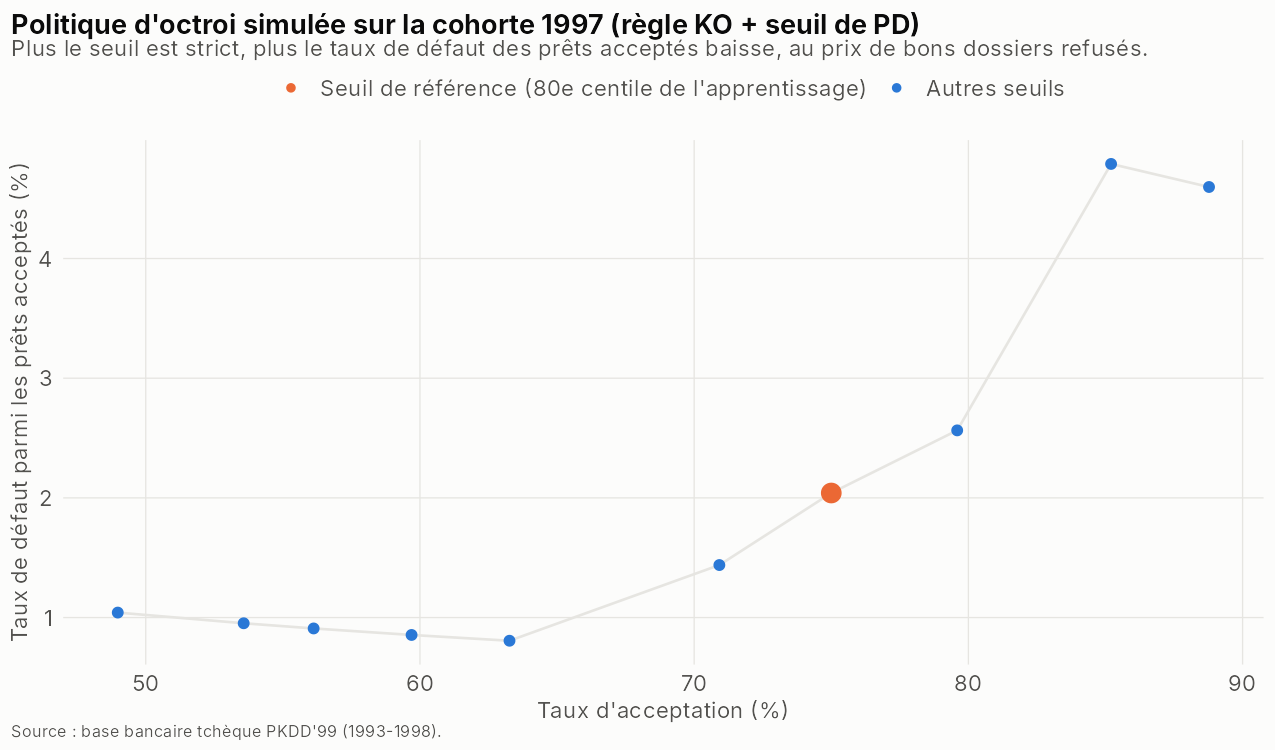 Politique d'octroi simulée sur la cohorte 1997 (règle KO + seuil de PD)
Plus le seuil est strict, plus le taux de défaut des prêts acceptés baisse, au prix de bons dossiers refusés.
Seuil de référence (80e centile de l'apprentissage) Autres seuils
Taux de défaut parmi les prêts acceptés (%)
4
3
2
1
50 60 70 80 90
Taux d'acceptation (%)
Source : base bancaire tchèque PKDD'99 (1993-1998).